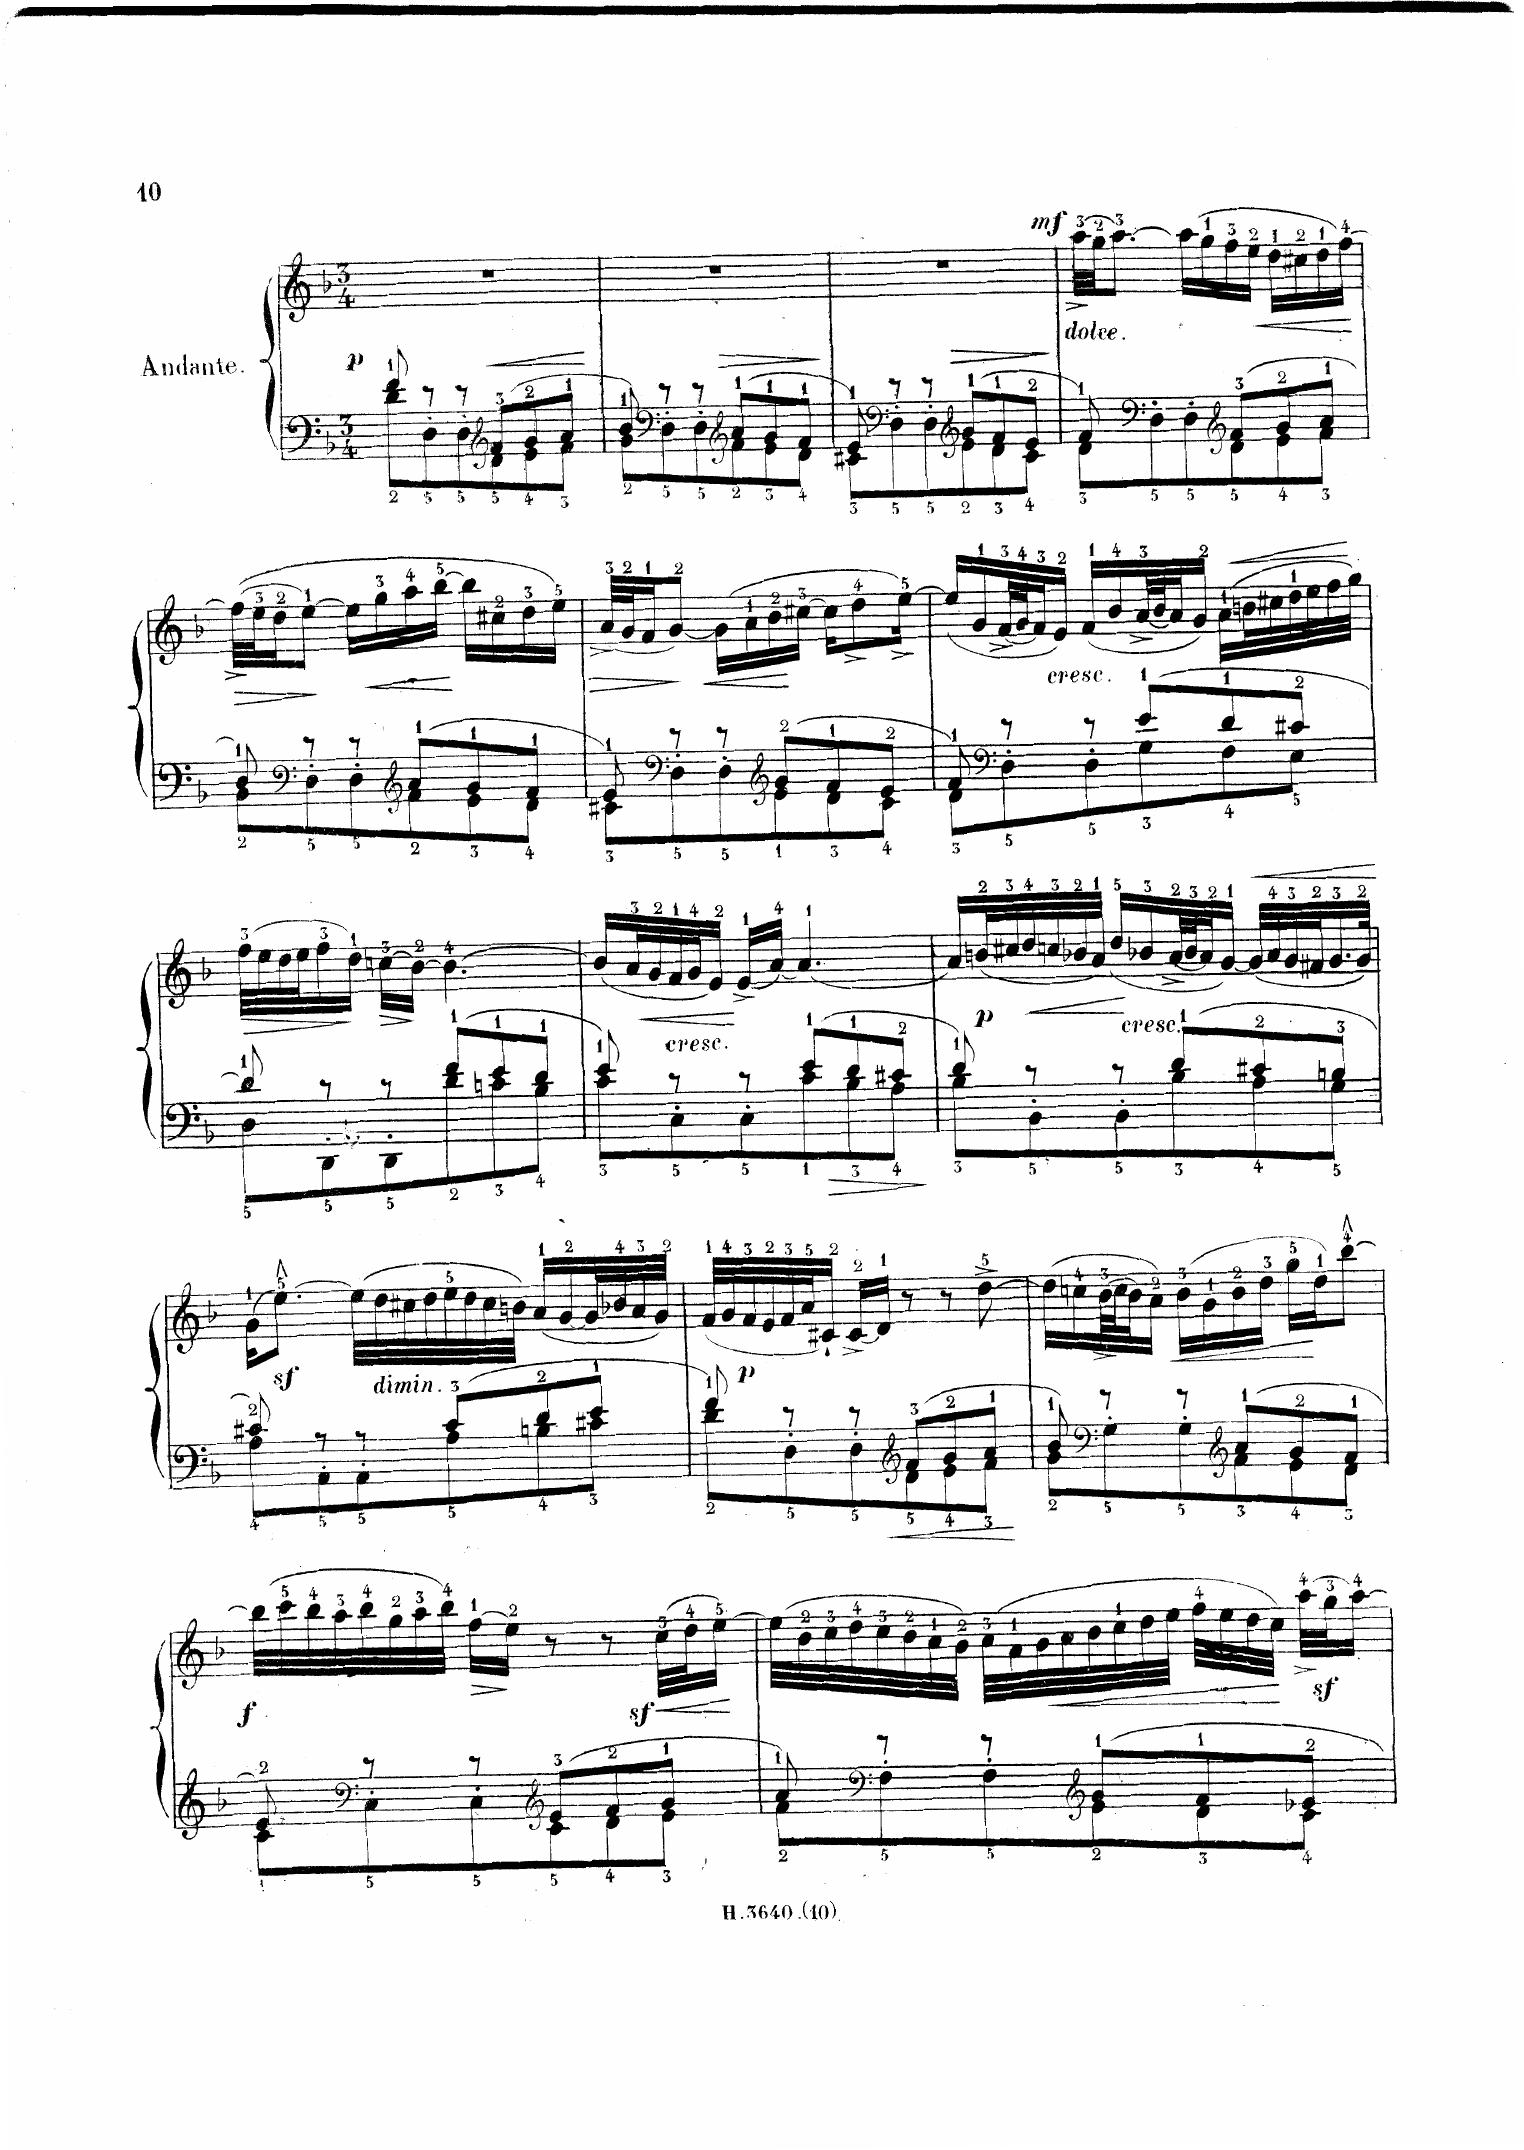 10
mf
dolce.
Andante.
p
cresc.
cresc.
p
cresc.
sf
dimin.
p
f
sf
sf
H. 3640. (10)